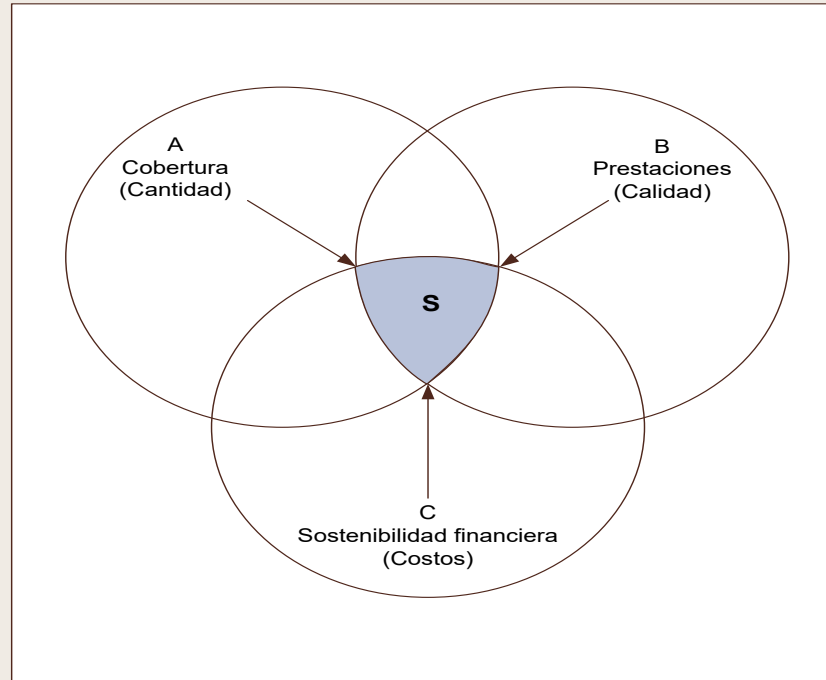 A
Cobertura
(Cantidad)
B
Prestaciones
(Calidad)
S
C
Sostenibilidad financiera
(Costos)